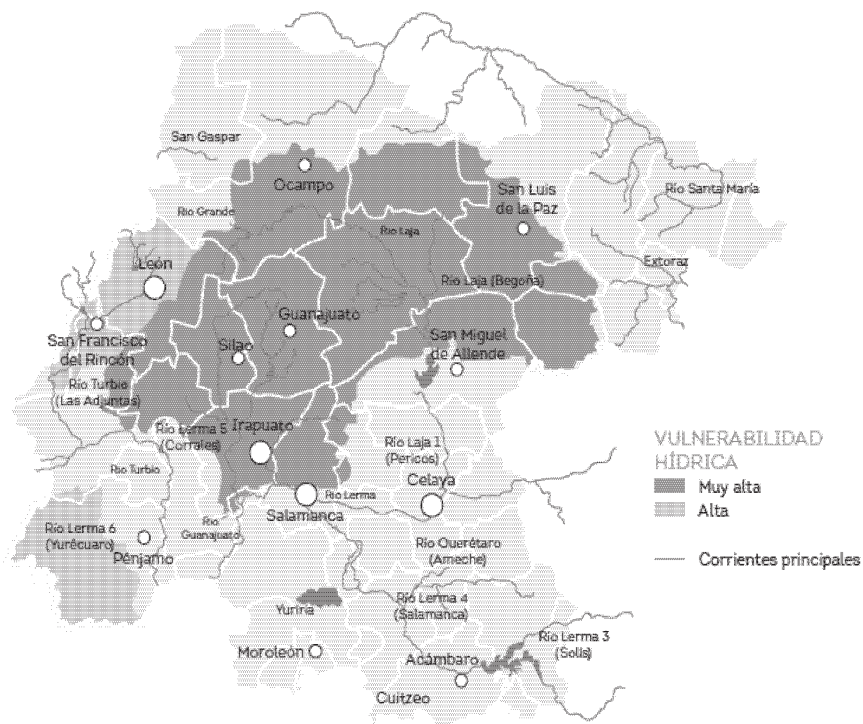 San Gaspar
Ocampo
Río Grande
San Luis
de la Paz
Río Santa María
Río Laja
Extoraz
León
Río Laja (Begoña)
Guanajuato
San Francisco
del Rincón
Silao
San Miguel
de Allende
Río Turbio
(Las Adjuntas)
Río Lerma 5
(Corrales)
Irapuato
Río Laja 1
(Pericos)
VULNERABILIDAD
HÍDRICA
Muy alta
Alta
Corrientes principales
Río Turbio
Celaya
Río Lerma
Salamanca
Río Lerma 6
(Yurécuaro)
Pénjamo
Río
Guanajuato
Río Querétaro
(Ameche)
Yuriria
Río Lerma 4
(Salamanca)
Río Lerma 3
(Solís)
Moroleón
Acámbaro
Cuitzeo